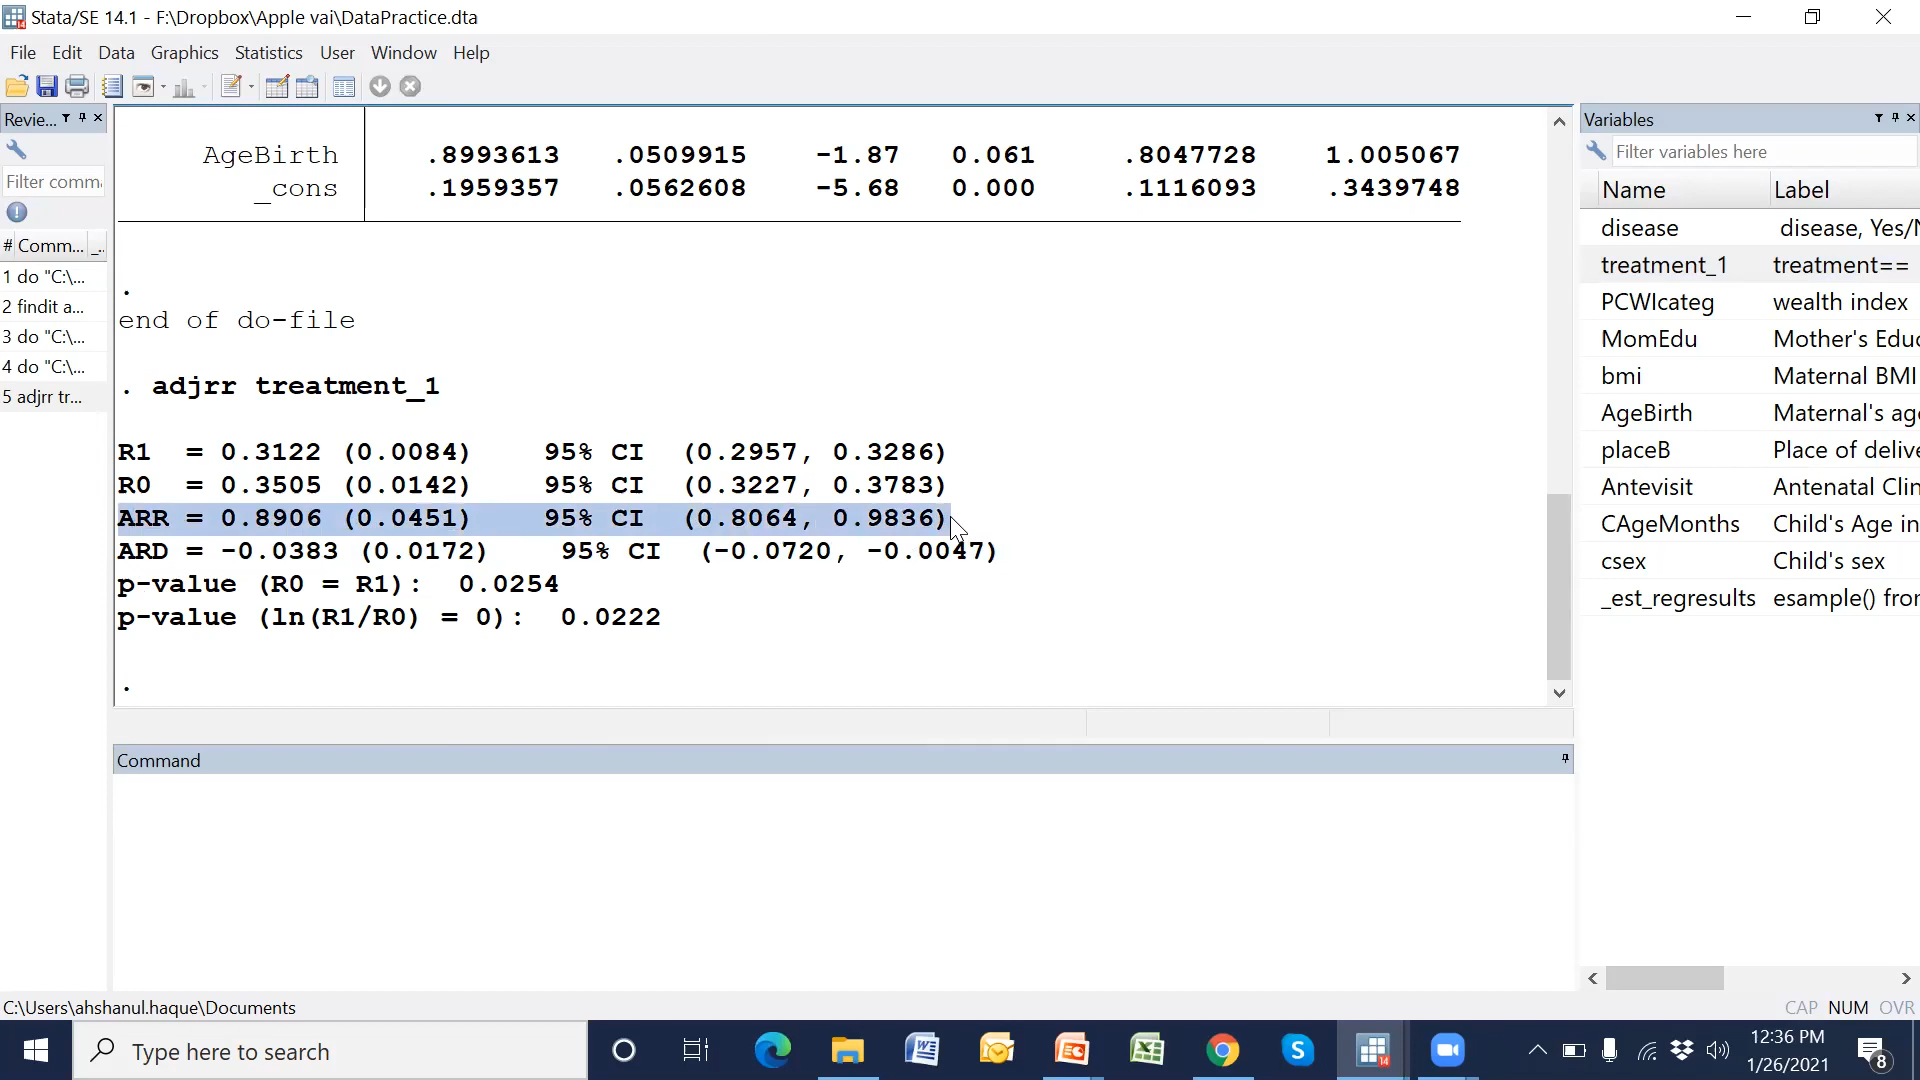 Stata/SE 14.1 - F:\Dropbox\Apple vai\DataPractice.dta
File Edit Data Graphics Statistics User Window Help
Revie...
Filter comm
# Comm... _..
1 do "C:\...
2 findit a...
3 do "C:\...
4 do "C:\...
5 adjrr tr...
AgeBirth .8993613 .0509915 -1.87 0.061 .8047728 1.005067
_cons .1959357 .0562608 -5.68 0.000 .1116093 .3439748
.
end of do-file
. adjrr treatment_1
R1 = 0.3122 (0.0084) 95% CI (0.2957, 0.3286)
R0 = 0.3505 (0.0142) 95% CI (0.3227, 0.3783)
ARR = 0.8906 (0.0451) 95% CI (0.8064, 0.9836)
ARD = -0.0383 (0.0172) 95% CI (-0.0720, -0.0047)
p-value (R0 = R1): 0.0254
p-value (ln(R1/R0) = 0): 0.0222
.
Command
Variables
Filter variables here
Name Label
disease disease, Yes/N
treatment_1 treatment==
PCWIcateg wealth index
MomEdu Mother's Educ
bmi Maternal BMI
AgeBirth Maternal's ag
placeB Place of delive
Antevisit Antenatal Clin
CAgeMonths Child's Age in
csex Child's sex
_est_regresults esample() fror
C:\Users\ahshanul.haque\Documents
CAP NUM OVR
Type here to search
12:36 PM
1/26/2021
8